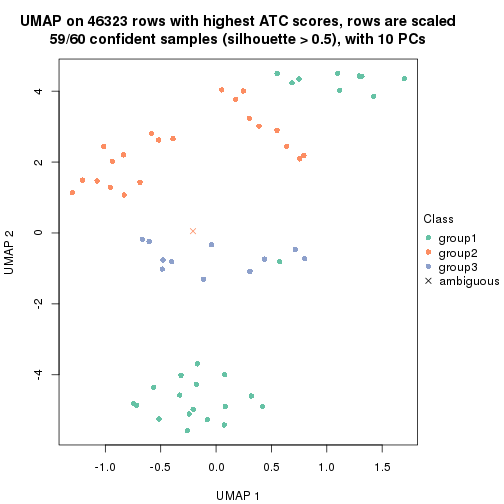 UMAP on 46323 rows with highest ATC scores, rows are scaled
59/60 confident samples (silhouette > 0.5), with 10 PCs
4
2
0
-2
-4
UMAP 2
-1.0 -0.5 0.0 0.5 1.0 1.5
UMAP 1
Class
group1
group2
group3
ambiguous